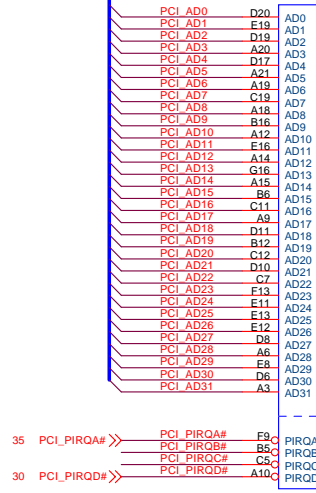 PCI_AD0 D20 AD0
PCI_AD1 E19 AD1
PCI_AD2 D19 AD2
PCI_AD3 A20 AD3
PCI_AD4 D17 AD4
PCI_AD5 A21 AD5
PCI_AD6 A19 AD6
PCI_AD7 C19 AD7
PCI_AD8 A18 AD8
PCI_AD9 B16 AD9
PCI_AD10 A12 AD10
PCI_AD11 E16 AD11
PCI_AD12 A14 AD12
PCI_AD13 G16 AD13
PCI_AD14 A15 AD14
PCI_AD15 B6 AD15
PCI_AD16 C11 AD16
PCI_AD17 A9 AD17
PCI_AD18 D11 AD18
PCI_AD19 B12 AD19
PCI_AD20 C12 AD20
PCI_AD21 D10 AD21
PCI_AD22 C7 AD22
PCI_AD23 F13 AD23
PCI_AD24 E11 AD24
PCI_AD25 E13 AD25
PCI_AD26 E12 AD26
PCI_AD27 D8 AD27
PCI_AD28 A6 AD28
PCI_AD29 E8 AD29
PCI_AD30 D6 AD30
PCI_AD31 A3 AD31
35 PCI_PIRQA# PCI_PIRQA# F9 PIRQA
PCI_PIRQB# B5 PIRQB
PCI_PIRQC# C5 PIRQC
30 PCI_PIRQD# PCI_PIRQD# A10 PIRQD